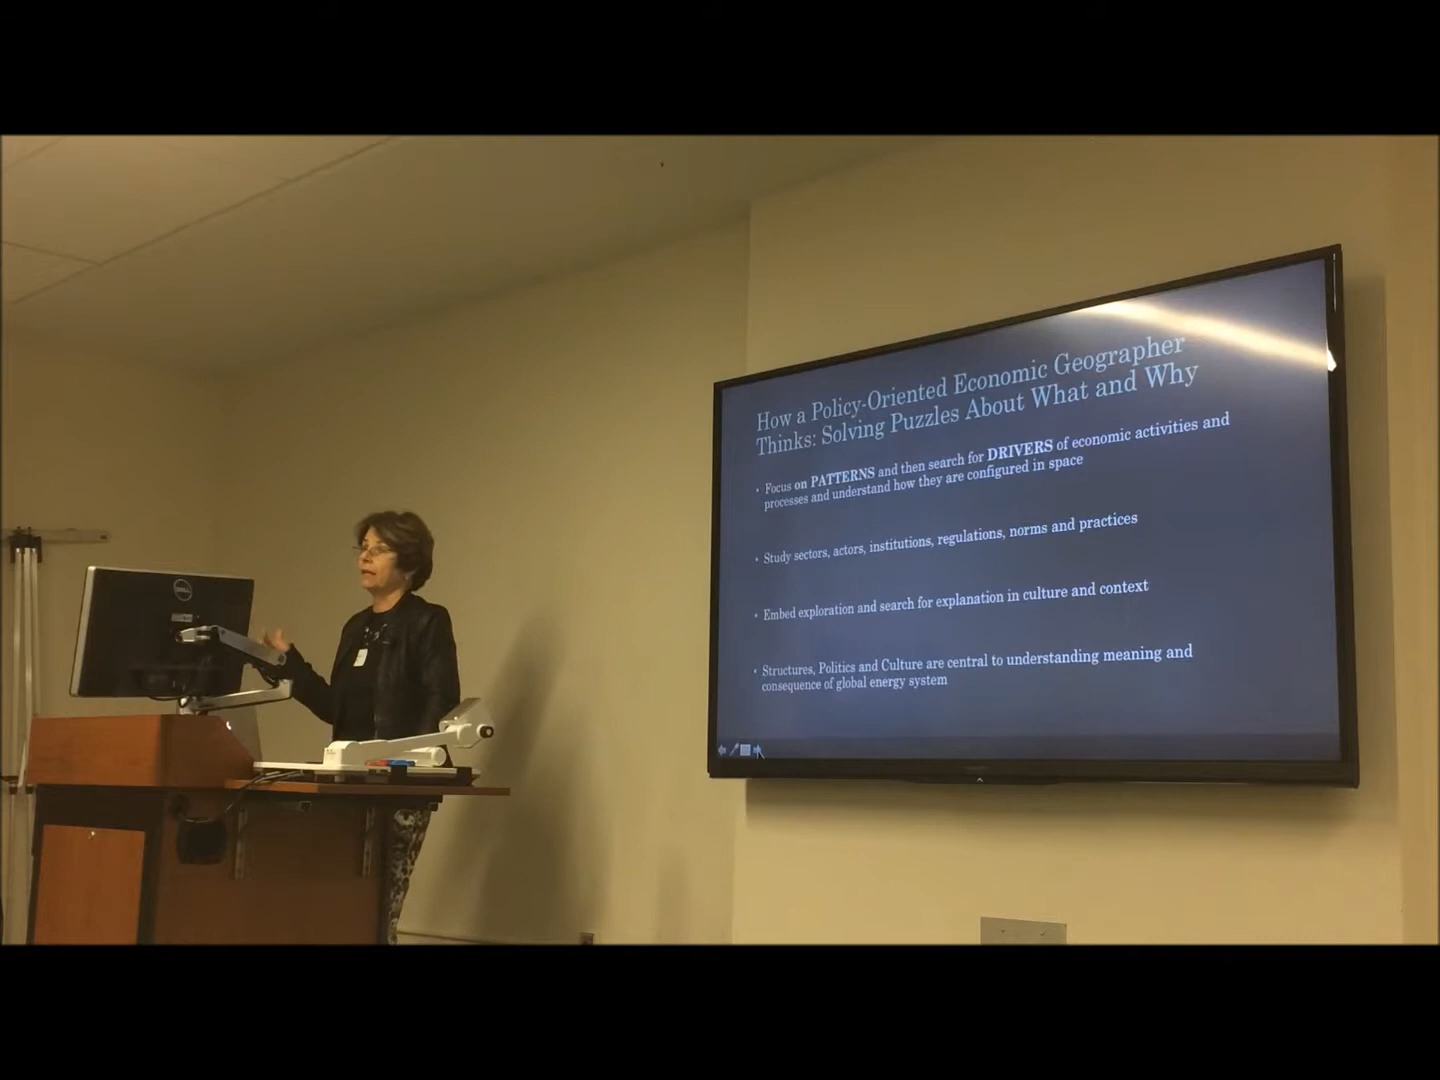 How a Policy-Oriented Economic Geographer
Thinks: Solving Puzzles About What and Why
• Focus on PATTERNS and then search for DRIVERS of economic activities and
processes and understand how they are configured in space
• Study sectors, actors, institutions, regulations, norms and practices
• Embed exploration and search for explanation in culture and context
• Structures, Politics and Culture are central to understanding meaning and
consequence of global energy system
DELL